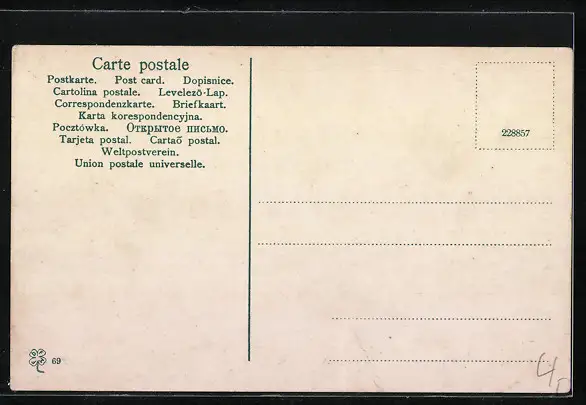 Carte postale
Postkarte. Post card. Dopisnice.
Cartolina postale. Levelező-Lap.
Correspondenzkarte. Briefkaart.
Karta korespondencyjna.
Pocztówka. Открытое письмо.
Tarjeta postal. Cartaõ postal.
Weltpostverein.
Union postale universelle.
228857
69